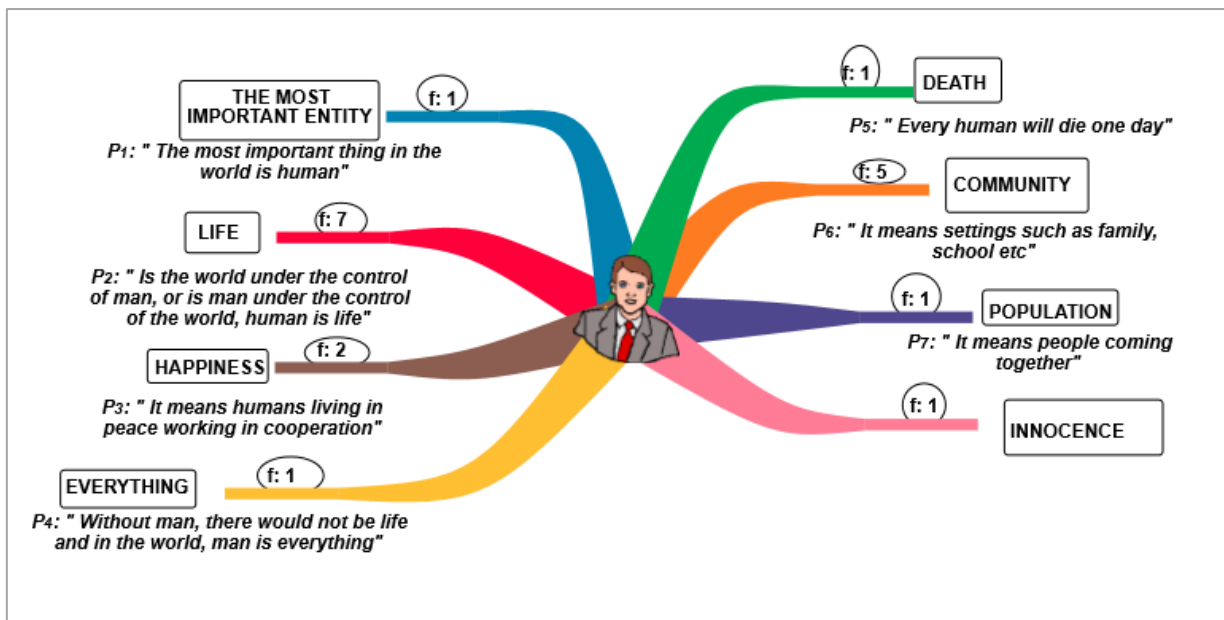 THE MOST
IMPORTANT ENTITY
f: 1
P1: " The most important thing in the
world is human"
LIFE
f: 7
P2: " Is the world under the control
of man, or is man under the control
of the world, human is life"
HAPPINESS
f: 2
P3: " It means humans living in
peace working in cooperation"
EVERYTHING
f: 1
P4: " Without man, there would not be life
and in the world, man is everything"
f: 1
DEATH
P5: " Every human will die one day"
f: 5
COMMUNITY
P6: " It means settings such as family,
school etc"
f: 1
POPULATION
P7: " It means people coming
together"
f: 1
INNOCENCE